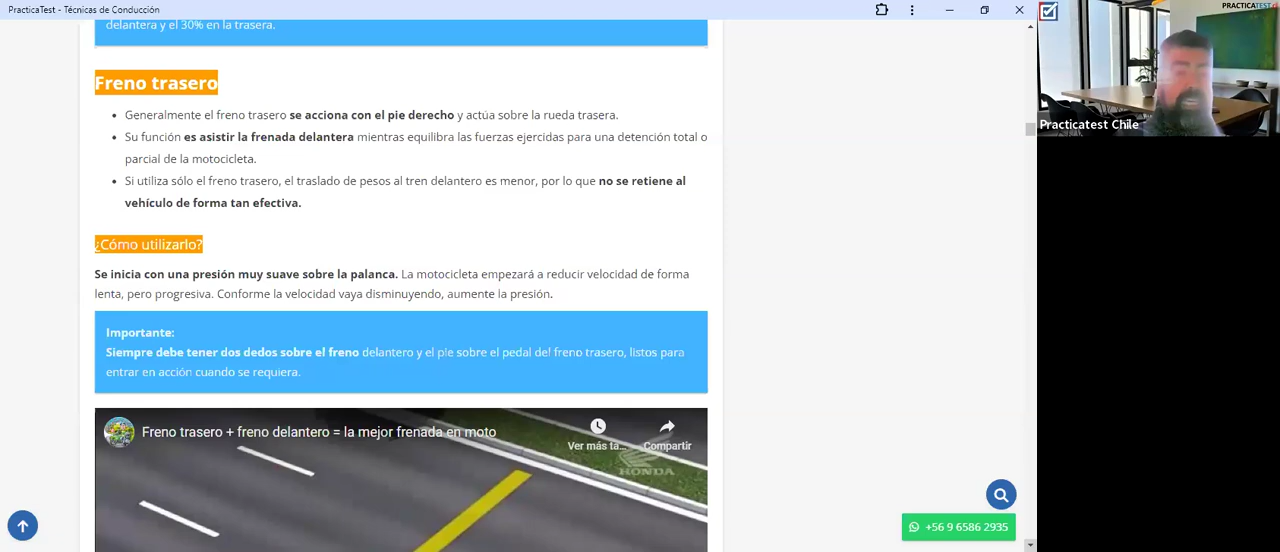 PracticaTest - Técnicas de Conducción
PRACTICATEST
delantera y el 30% en la trasera.
Freno trasero
Generalmente el freno trasero se acciona con el pie derecho y actúa sobre la rueda trasera.
Su función es asistir la frenada delantera mientras equilibra las fuerzas ejercidas para una detención total o
parcial de la motocicleta.
Si utiliza sólo el freno trasero, el traslado de pesos al tren delantero es menor, por lo que no se retiene al
vehículo de forma tan efectiva.
¿Cómo utilizarlo?
Se inicia con una presión muy suave sobre la palanca. La motocicleta empezará a reducir velocidad de forma
lenta, pero progresiva. Conforme la velocidad vaya disminuyendo, aumente la presión.
Importante:
Siempre debe tener dos dedos sobre el freno delantero y el pie sobre el pedal del freno trasero, listos para
entrar en acción cuando se requiera.
Freno trasero + freno delantero = la mejor frenada en moto
Ver más ta...
Compartir
HONDA
+56 9 6586 2935
Practicatest Chile